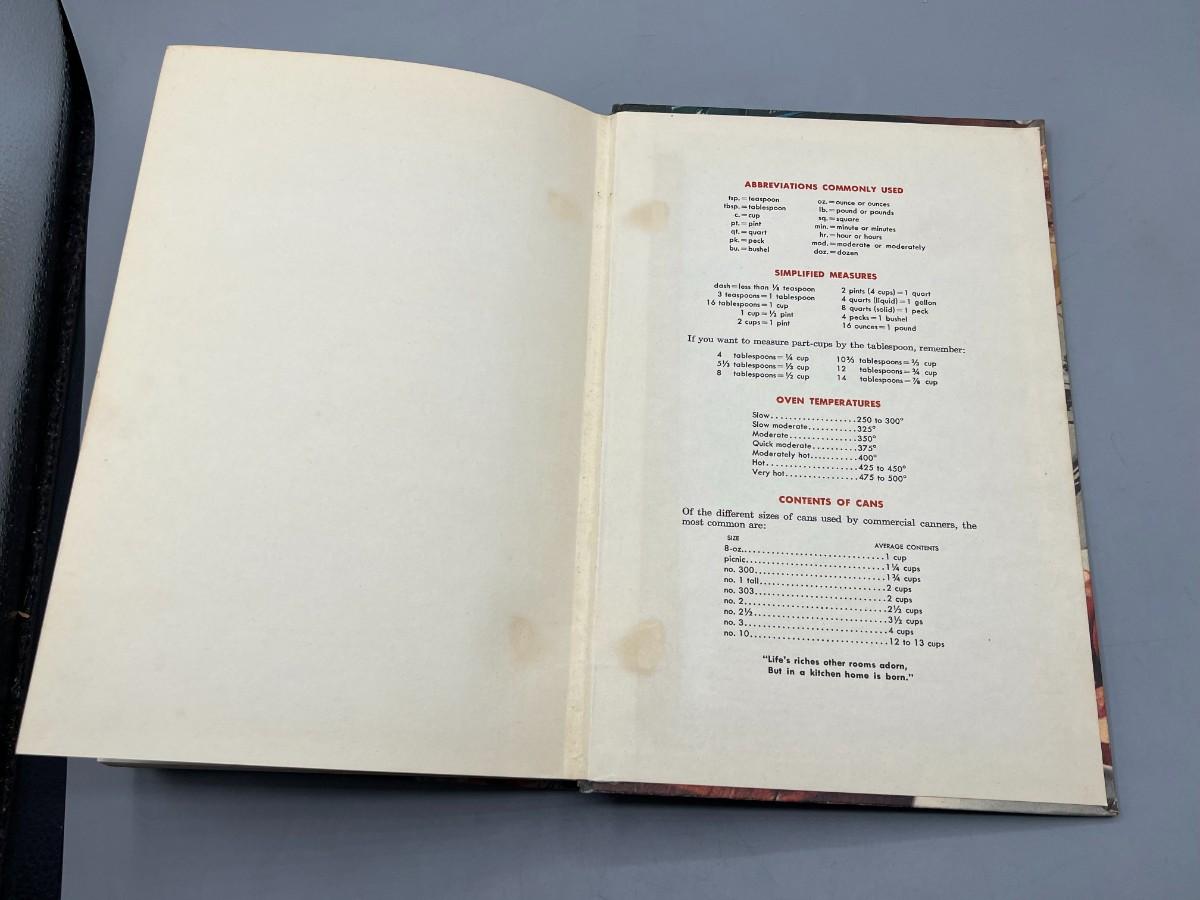 ABBREVIATIONS COMMONLY USED
tsp.=teaspoon
tbsp.=tablespoon
c.=cup
pt.=pint
qt.=quart
pk.=peck
bu.=bushel
oz.=ounce or ounces
lb.=pound or pounds
sq.=square
min.=minute or minutes
hr.=hour or hours
mod.=moderate or moderately
doz.=dozen
SIMPLIFIED MEASURES
dash=less than ⅛ teaspoon
3 teaspoons=1 tablespoon
16 tablespoons=1 cup
1 cup=½ pint
2 cups=1 pint
2 pints (4 cups)=1 quart
4 quarts (liquid)=1 gallon
8 quarts (solid)=1 peck
4 pecks=1 bushel
16 ounces=1 pound
If you want to measure part-cups by the tablespoon, remember:
4 tablespoons=¼ cup
5⅓ tablespoons=⅓ cup
8 tablespoons=½ cup
10⅔ tablespoons=⅔ cup
12 tablespoons=¾ cup
14 tablespoons=⅞ cup
OVEN TEMPERATURES
Slow...................250 to 300°
Slow moderate...........325°
Moderate...............350°
Quick moderate..........375°
Moderately hot..........400°
Hot.....................425 to 450°
Very hot................475 to 500°
CONTENTS OF CANS
Of the different sizes of cans used by commercial canners, the
most common are:
SIZE AVERAGE CONTENTS
8-oz................................1 cup
picnic...............................1¼ cups
no. 300.............................1¾ cups
no. 1 tall............................2 cups
no. 303.............................2 cups
no. 2................................2½ cups
no. 2½..............................3½ cups
no. 3................................4 cups
no. 10..............................12 to 13 cups
"Life's riches other rooms adorn,
But in a kitchen home is born."